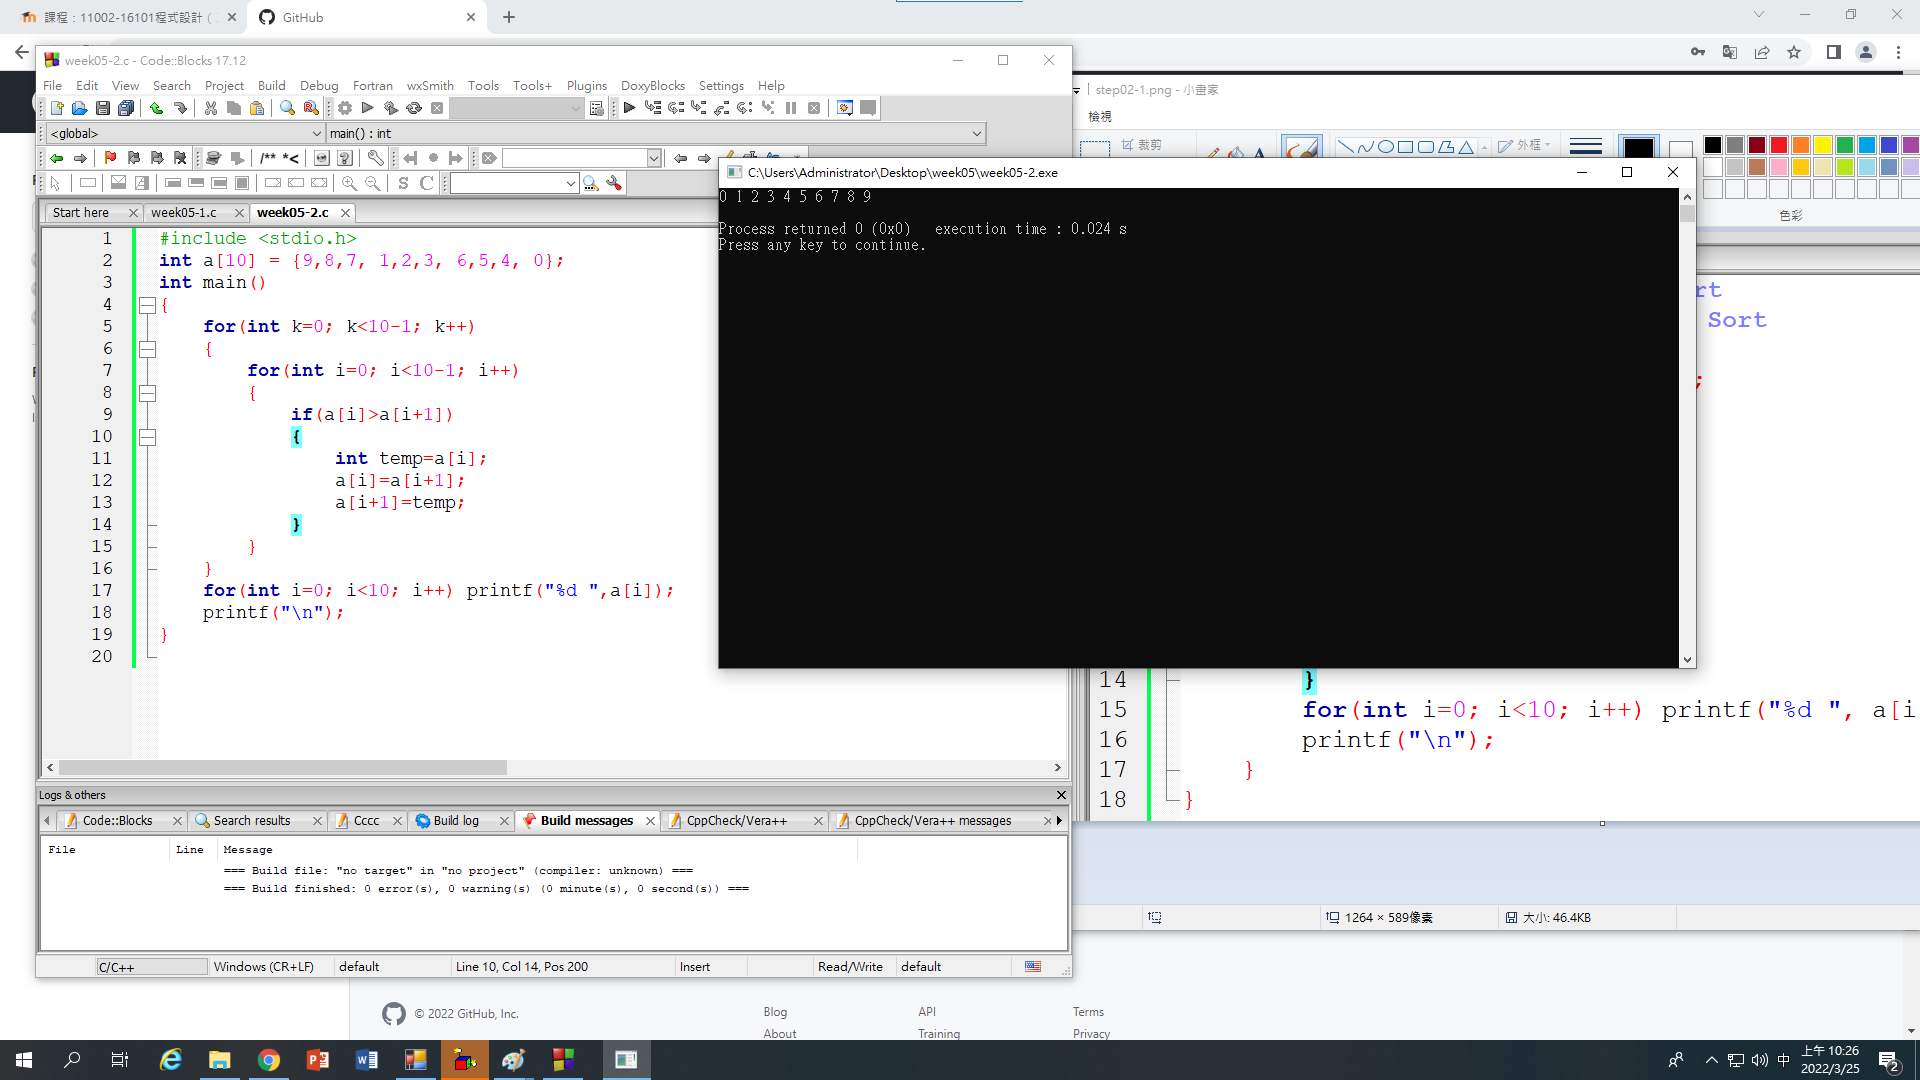 課程：11002-16101程式設計 (
GitHub
week05-2.c - Code::Blocks 17.12
File Edit View Search Project Build Debug Fortran wxSmith Tools Tools+ Plugins DoxyBlocks Settings Help
<global>
main() : int
Start here
week05-1.c
week05-2.c
1 #include <stdio.h>
2 int a[10] = {9,8,7, 1,2,3, 6,5,4, 0};
3 int main()
4 {
5 for(int k=0; k<10-1; k++)
6 {
7 for(int i=0; i<10-1; i++)
8 {
9 if(a[i]>a[i+1])
10 {
11 int temp=a[i];
12 a[i]=a[i+1];
13 a[i+1]=temp;
14 }
15 }
16 }
17 for(int i=0; i<10; i++) printf("%d ",a[i]);
18 printf("\n");
19 }
20
C:\Users\Administrator\Desktop\week05\week05-2.exe
0 1 2 3 4 5 6 7 8 9
Process returned 0 (0x0)   execution time : 0.024 s
Press any key to continue.
step02-1.png - 小畫家
檢視
裁剪
外框
色彩
rt
Sort
;
14 }
15 for(int i=0; i<10; i++) printf("%d ", a[i
16 printf("\n");
17 }
18 }
1264 × 589像素
大小: 46.4KB
Logs & others
Code::Blocks
Search results
Cccc
Build log
Build messages
CppCheck/Vera++
CppCheck/Vera++ messages
File Line Message
=== Build file: "no target" in "no project" (compiler: unknown) ===
=== Build finished: 0 error(s), 0 warning(s) (0 minute(s), 0 second(s)) ===
C/C++
Windows (CR+LF)
default
Line 10, Col 14, Pos 200
Insert
Read/Write
default
© 2022 GitHub, Inc.
Blog
API
Terms
About
Training
Privacy
中
上午 10:26
2022/3/25
2